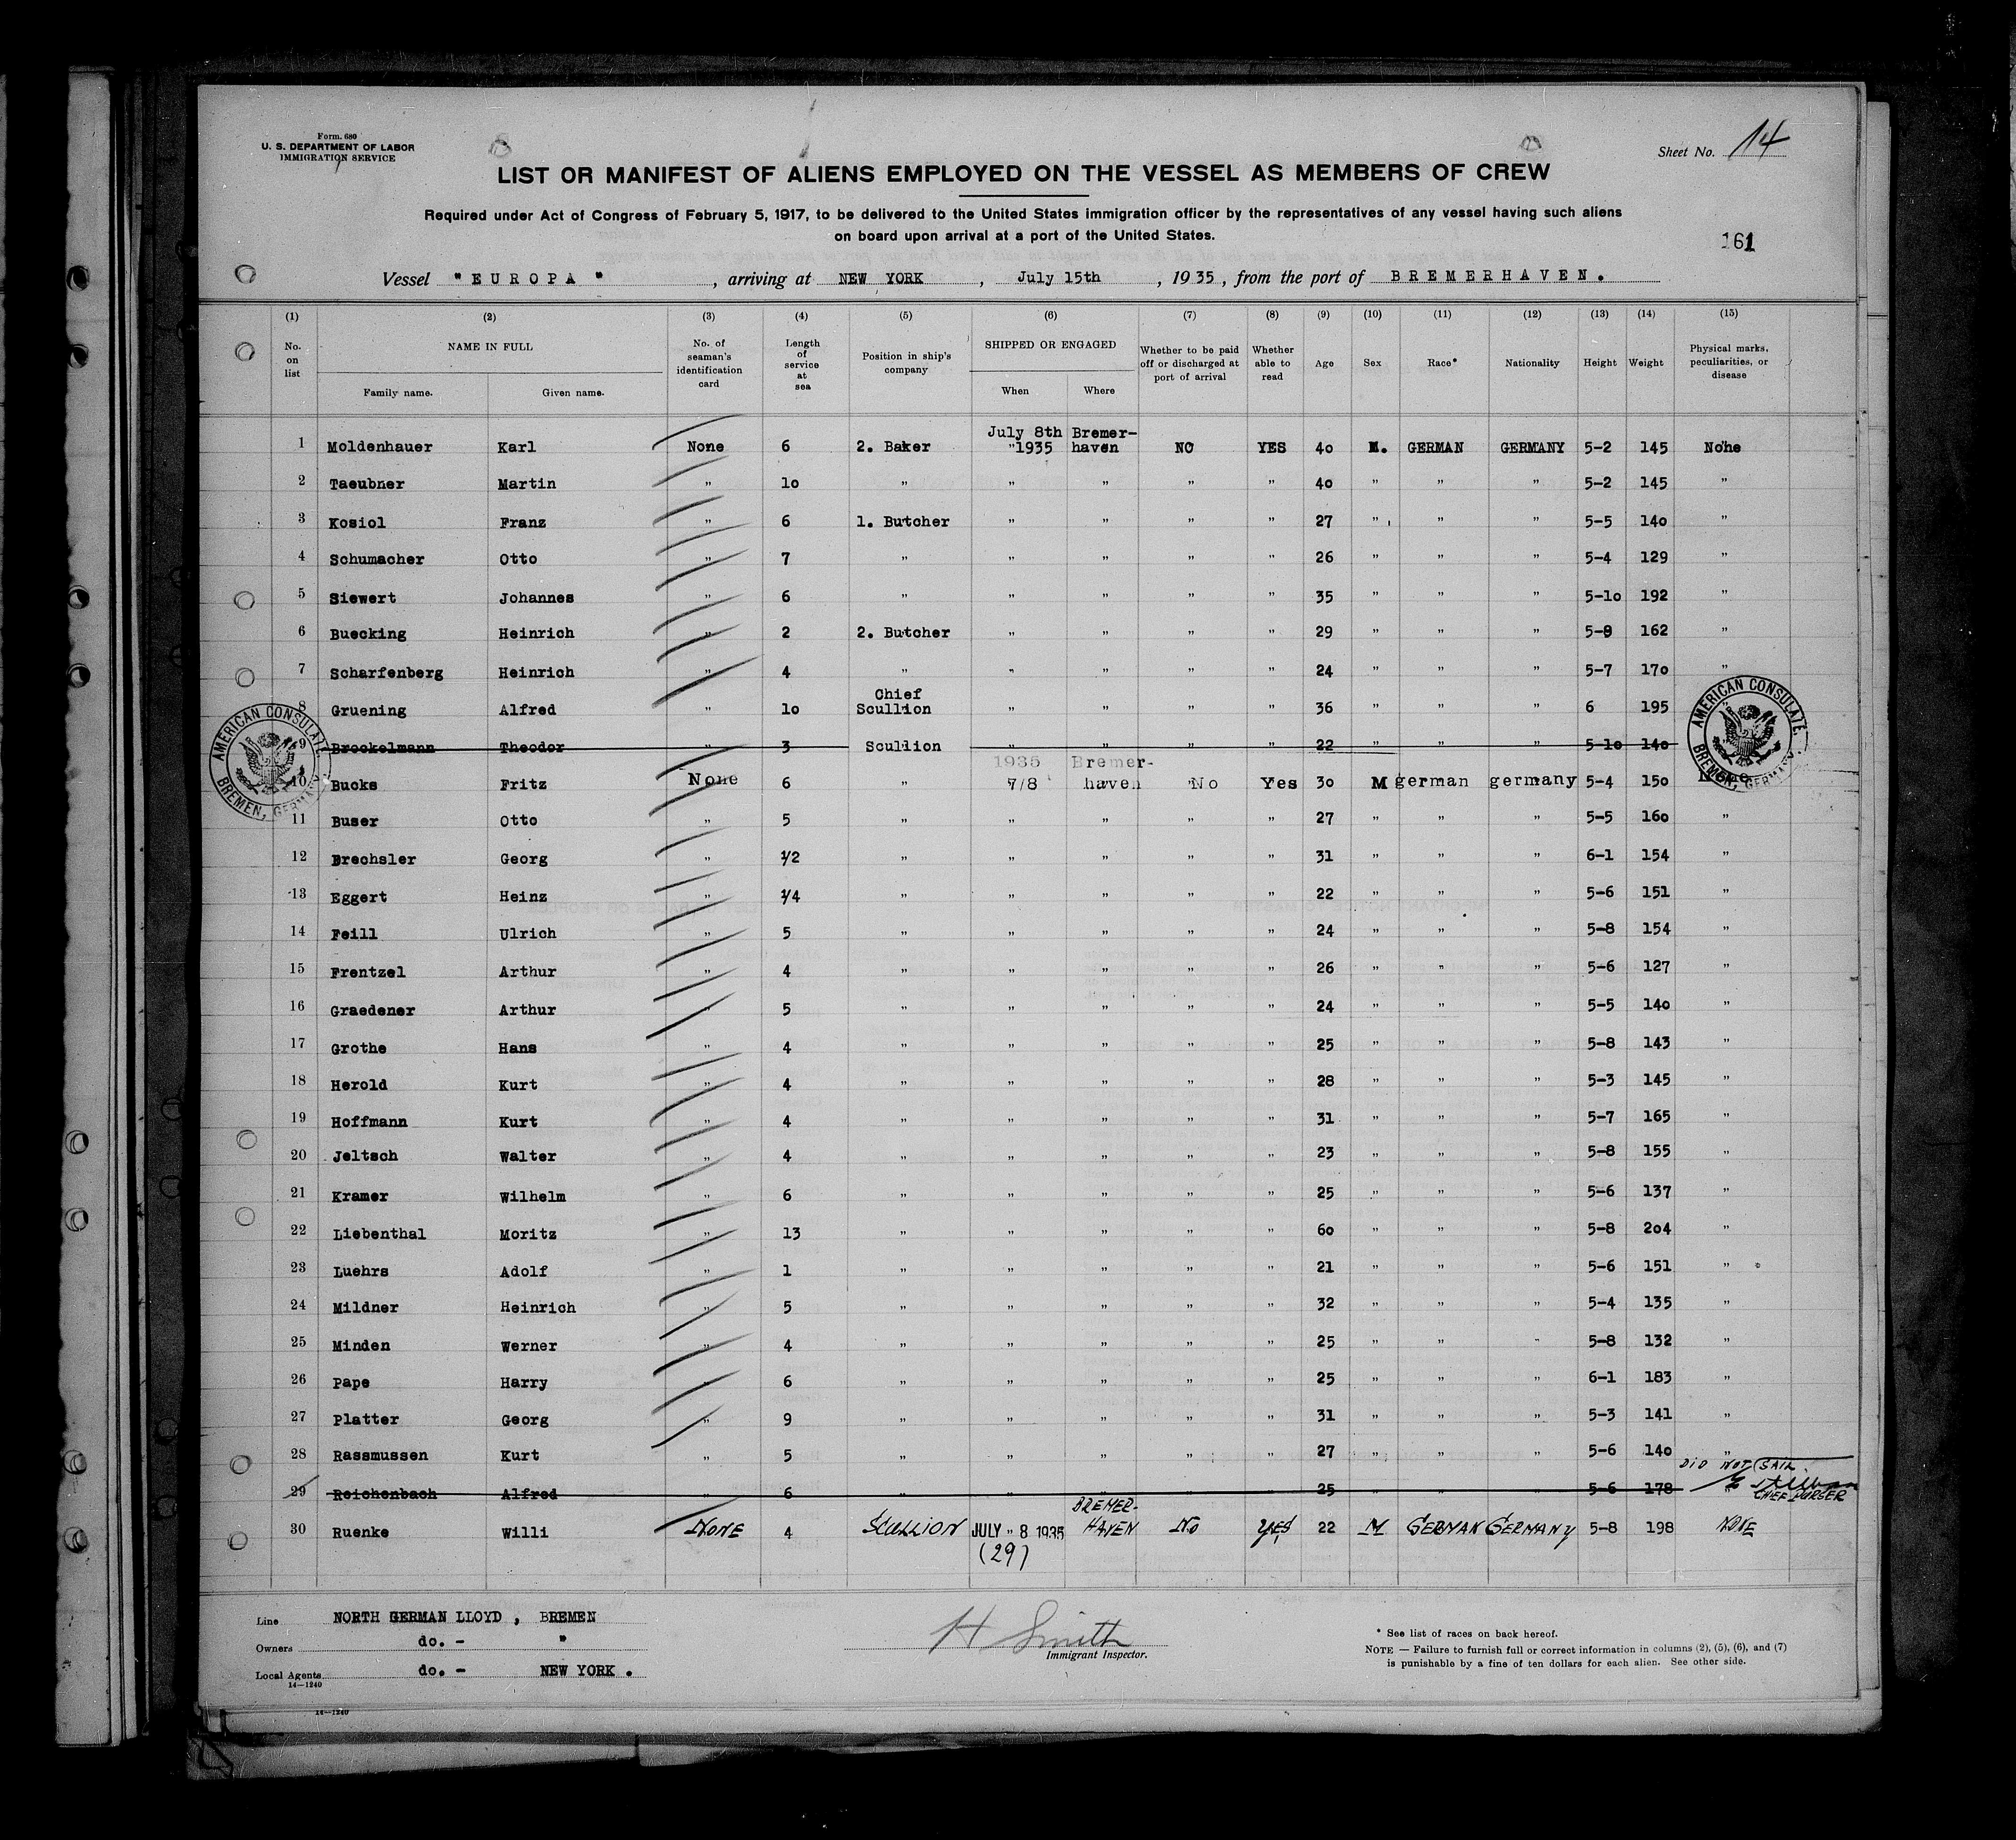 Form 680
U. S. DEPARTMENT OF LABOR
IMMIGRATION SERVICE
Sheet No. 14
LIST OR MANIFEST OF ALIENS EMPLOYED ON THE VESSEL AS MEMBERS OF CREW
Required under Act of Congress of February 5, 1917, to be delivered to the United States immigration officer by the representatives of any vessel having such aliens
on board upon arrival at a port of the United States.
161
Vessel "EUROPA", arriving at NEW YORK, July 15th, 1935, from the port of BREMERHAVEN.
(1) (2) (3) (4) (5) (6) (7) (8) (9) (10) (11) (12) (13) (14) (15)
No. on list NAME IN FULL Family name. Given name. No. of seaman's identification card Length of service at sea Position in ship's company SHIPPED OR ENGAGED When Where Whether to be paid off or discharged at port of arrival Whether able to read Age Sex Race* Nationality Height Weight Physical marks, peculiarities, or disease
1 Moldenhauer Karl None 6 2. Baker July 8th "1935 Bremer-haven NO YES 40 M. GERMAN GERMANY 5-2 145 None
2 Taeubner Martin " 10 " " " " " 40 " " " 5-2 145 "
3 Kosiol Franz " 6 1. Butcher " " " " 27 " " " 5-5 140 "
4 Schumacher Otto " 7 " " " " " 26 " " " 5-4 129 "
5 Siewert Johannes " 6 " " " " " 35 " " " 5-10 192 "
6 Buecking Heinrich " 2 2. Butcher " " " " 29 " " " 5-9 162 "
7 Scharfenberg Heinrich " 4 " " " " " 24 " " " 5-7 170 "
8 Gruening Alfred " 10 Chief Scullion " " " " 36 " " " 6 195
9 Brockelmann Theodor " 3 Scullion " " " " 22 " " " 5-10 140
10 Bucks Fritz None 6 " 1935 7/8 Bremer-haven "No Yes 30 M german germany 5-4 150 None
11 Buser Otto " 5 " " " " " 27 " " " 5-5 160 "
12 Drechsler Georg " 1/2 " " " " " 31 " " " 6-1 154 "
13 Eggert Heinz " 1/4 " " " " " 22 " " " 5-6 151 "
14 Feill Ulrich " 5 " " " " " 24 " " " 5-8 154 "
15 Frentzel Arthur " 4 " " " " " 26 " " " 5-6 127 "
16 Graedener Arthur " 5 " " " " " 24 " " " 5-5 140 "
17 Grothe Hans " 4 " " " " " 25 " " " 5-8 143 "
18 Herold Kurt " 4 " " " " " 28 " " " 5-3 145 "
19 Hoffmann Kurt " 4 " " " " " 31 " " " 5-7 165 "
20 Jeltsch Walter " 4 " " " " " 23 " " " 5-8 155 "
21 Kramer Wilhelm " 6 " " " " " 25 " " " 5-6 137 "
22 Liebenthal Moritz " 13 " " " " " 60 " " " 5-8 204 "
23 Luehrs Adolf " 1 " " " " " 21 " " " 5-6 151 "
24 Mildner Heinrich " 5 " " " " " 32 " " " 5-4 135 "
25 Minden Werner " 4 " " " " " 25 " " " 5-8 132 "
26 Pape Harry " 6 " " " " " 25 " " " 6-1 183 "
27 Platter Georg " 9 " " " " " 31 " " " 5-3 141 "
28 Rassmussen Kurt " 5 " " " " " 27 " " " 5-6 140 "
DID NOT SAIL.
29 Reichenbach Alfred " 6 " " " " " 25 " " " 5-6 178 "
CHIEF PURSER
30 Ruenke Willi NONE 4 SCULLION JULY " 8 1935 BREMER-HAVEN No YES 22 M GERMAN GERMANY 5-8 198 NONE
(29)
AMERICAN CONSULATE. BREMEN, GERMANY.
AMERICAN CONSULATE. BREMEN, GERMANY.
Line NORTH GERMAN LLOYD, BREMEN
Owners do. - "
Local Agents do. - NEW YORK.
14-1240
H Smith
Immigrant Inspector.
* See list of races on back hereof.
NOTE — Failure to furnish full or correct information in columns (2), (5), (6), and (7)
is punishable by a fine of ten dollars for each alien. See other side.
14-1240